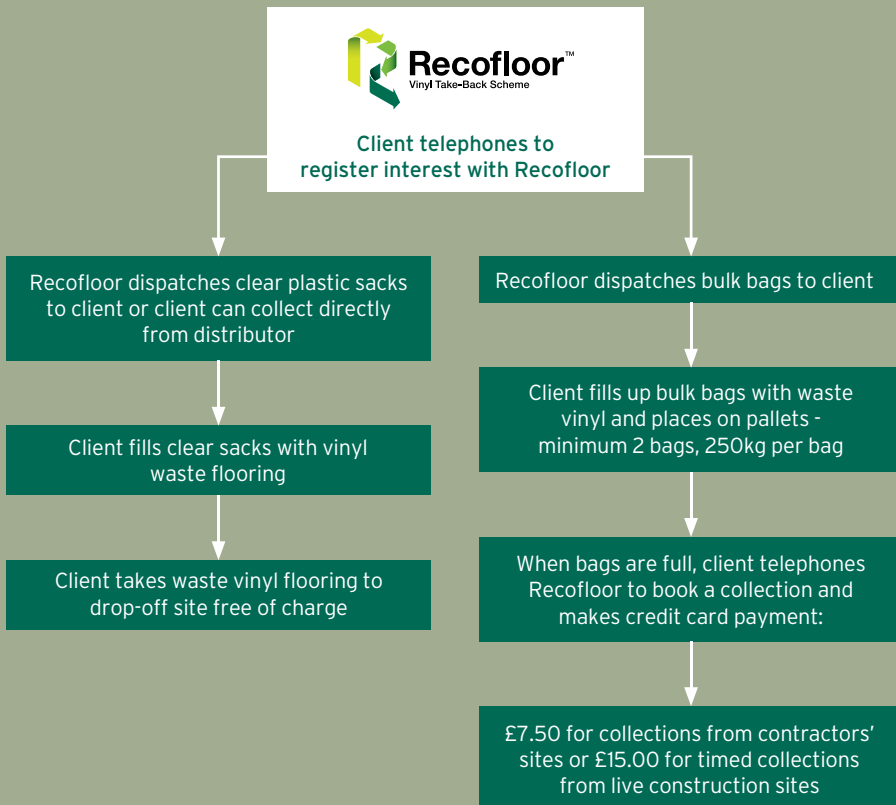 Recofloor™
Vinyl Take-Back Scheme
Client telephones to
register interest with Recofloor
Recofloor dispatches clear plastic sacks
to client or client can collect directly
from distributor
Client fills clear sacks with vinyl
waste flooring
Client takes waste vinyl flooring to
drop-off site free of charge
Recofloor dispatches bulk bags to client
Client fills up bulk bags with waste
vinyl and places on pallets -
minimum 2 bags, 250kg per bag
When bags are full, client telephones
Recofloor to book a collection and
makes credit card payment:
£7.50 for collections from contractors’
sites or £15.00 for timed collections
from live construction sites